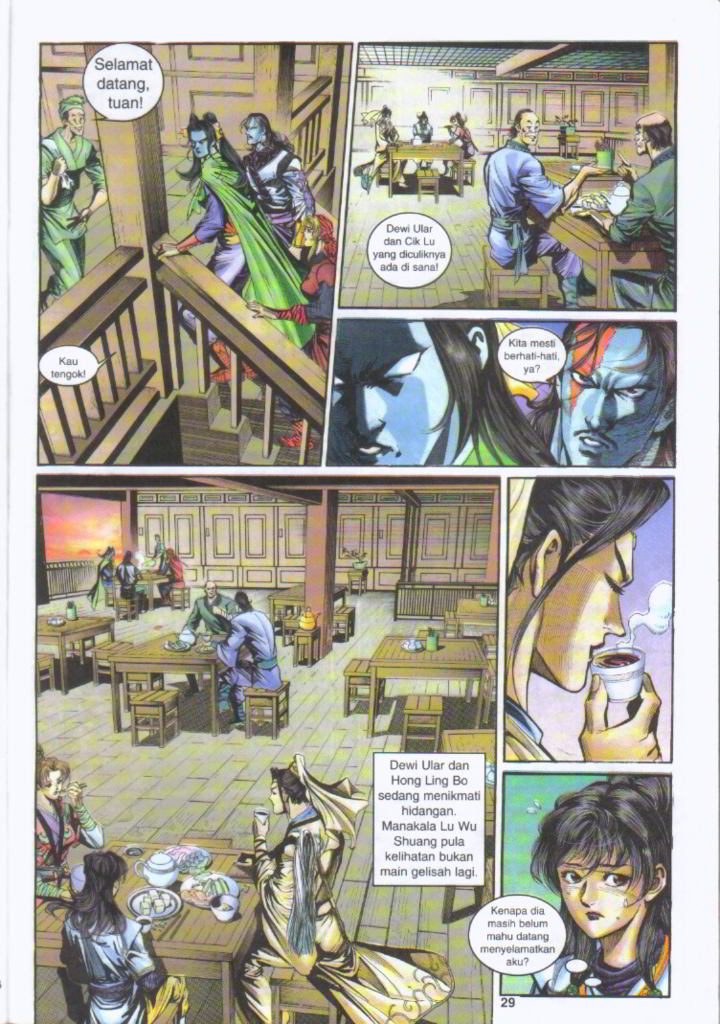 Selamat
datang,
tuan!
Kau
tengok!
Dewi Ular
dan Cik Lu
yang diculiknya
ada di sana!
Kita mesti
berhati-hati,
ya?
Dewi Ular dan
Hong Ling Bo
sedang menikmati
hidangan.
Manakala Lu Wu
Shuang pula
kelihatan bukan
main gelisah lagi.
Kenapa dia
masih belum
mahu datang
menyelamatkan
aku?
29